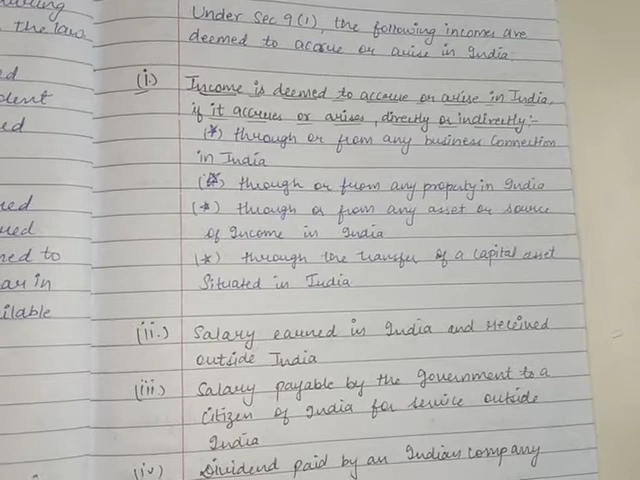 the law.
ed
dent
ed
ned
ued
ned to
ar in
ilable
Under Sec 9(1), the following incomes are
deemed to accrue or arise in India:
(i.) Income is deemed to accrue or arise in India,
if it accrues or arises, directly or indirectly:-
(*) through or from any business connection
in India
(*) through or from any property in India
(*) through or from any asset or source
of Income in India
(*) through the transfer of a capital asset
Situated in India
(ii.) Salary earned in India and received
outside India
(iii) Salary payable by the Government to a
Citizen of India for service outside
India
(iv) Dividend paid by an Indian company